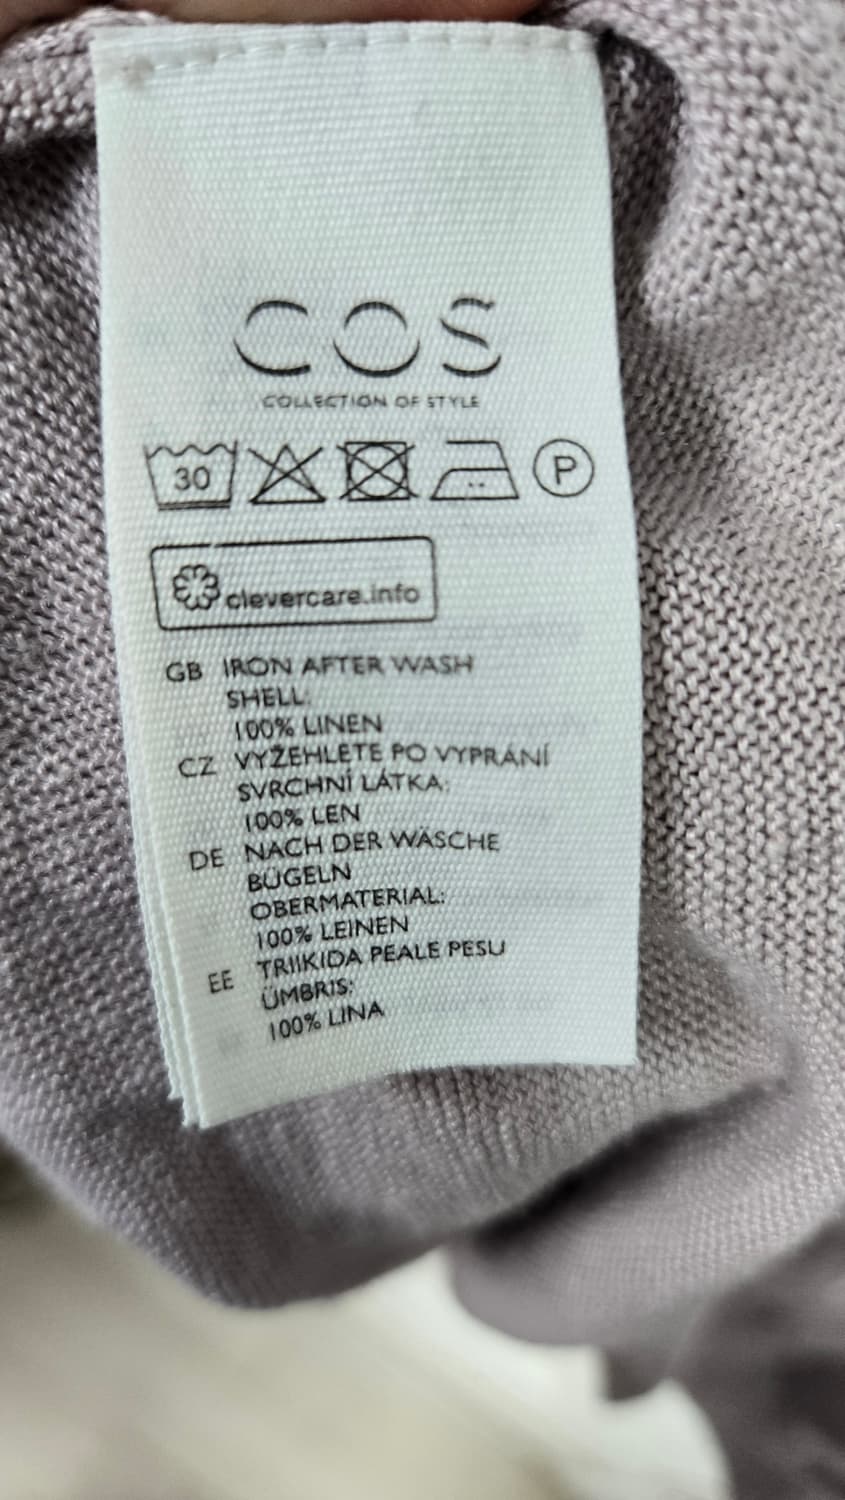 COS
COLLECTION OF STYLE
30 P
clevercare.info
GB IRON AFTER WASH
SHELL:
100% LINEN
CZ VYŽEHLETE PO VYPRÁNÍ
SVRCHNÍ LÁTKA:
100% LEN
DE NACH DER WÄSCHE
BÜGELN
OBERMATERIAL:
100% LEINEN
EE TRIIKIDA PEALE PESU
ÜMBRIS:
100% LINA